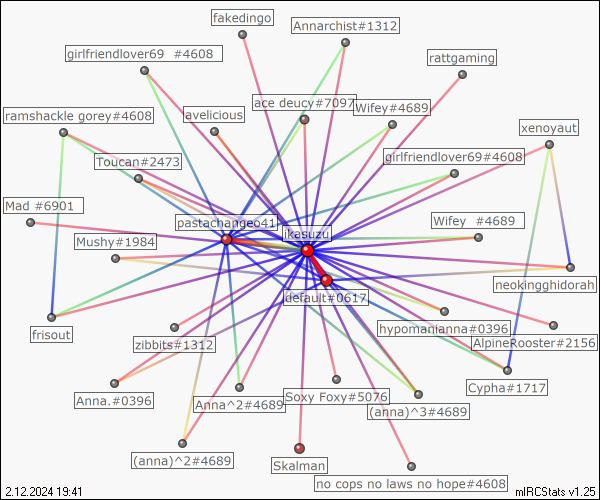 fakedingo
Annarchist#1312
girlfriendlover69  #4608
rattgaming
ace deucy#7097
Wifey#4689
ramshackle gorey#4608
avelicious
xenoyaut
Toucan#2473
girlfriendlover69#4608
Mad #6901
pastachangeo41
Wifey  #4689
ikasuzu
Mushy#1984
neokingghidorah
default#0617
frisout
zibbits#1312
hypomanianna#0396
AlpineRooster#2156
Anna.#0396
Anna^2#4689
Soxy Foxy#5076
(anna)^3#4689
Cypha#1717
(anna)^2#4689
Skalman
no cops no laws no hope#4608
2.12.2024 19:41
mIRCStats v1.25